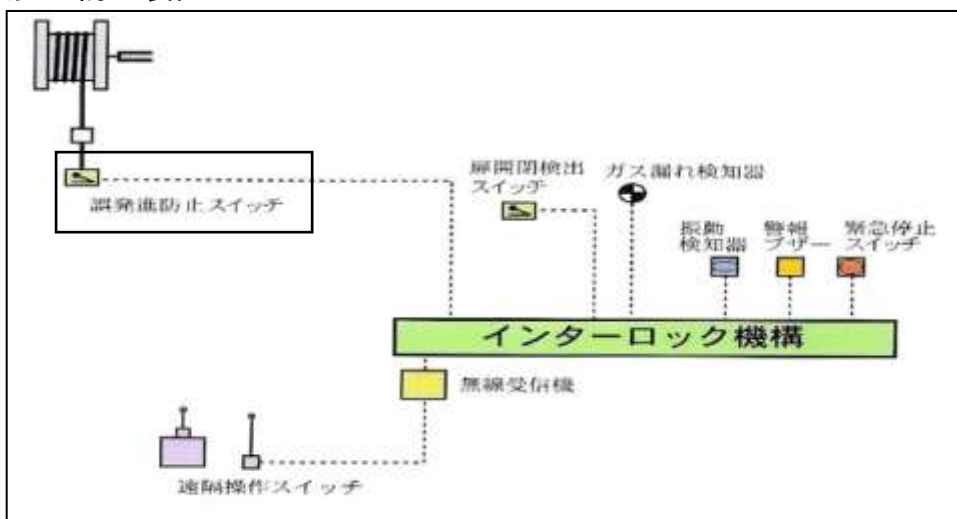 誤発進防止スイッチ
扉開閉検出
スイッチ
ガス漏れ検知器
振動
検知器
警報
ブザー
緊急停止
スイッチ
インターロック機構
無線受信機
遠隔操作スイッチ